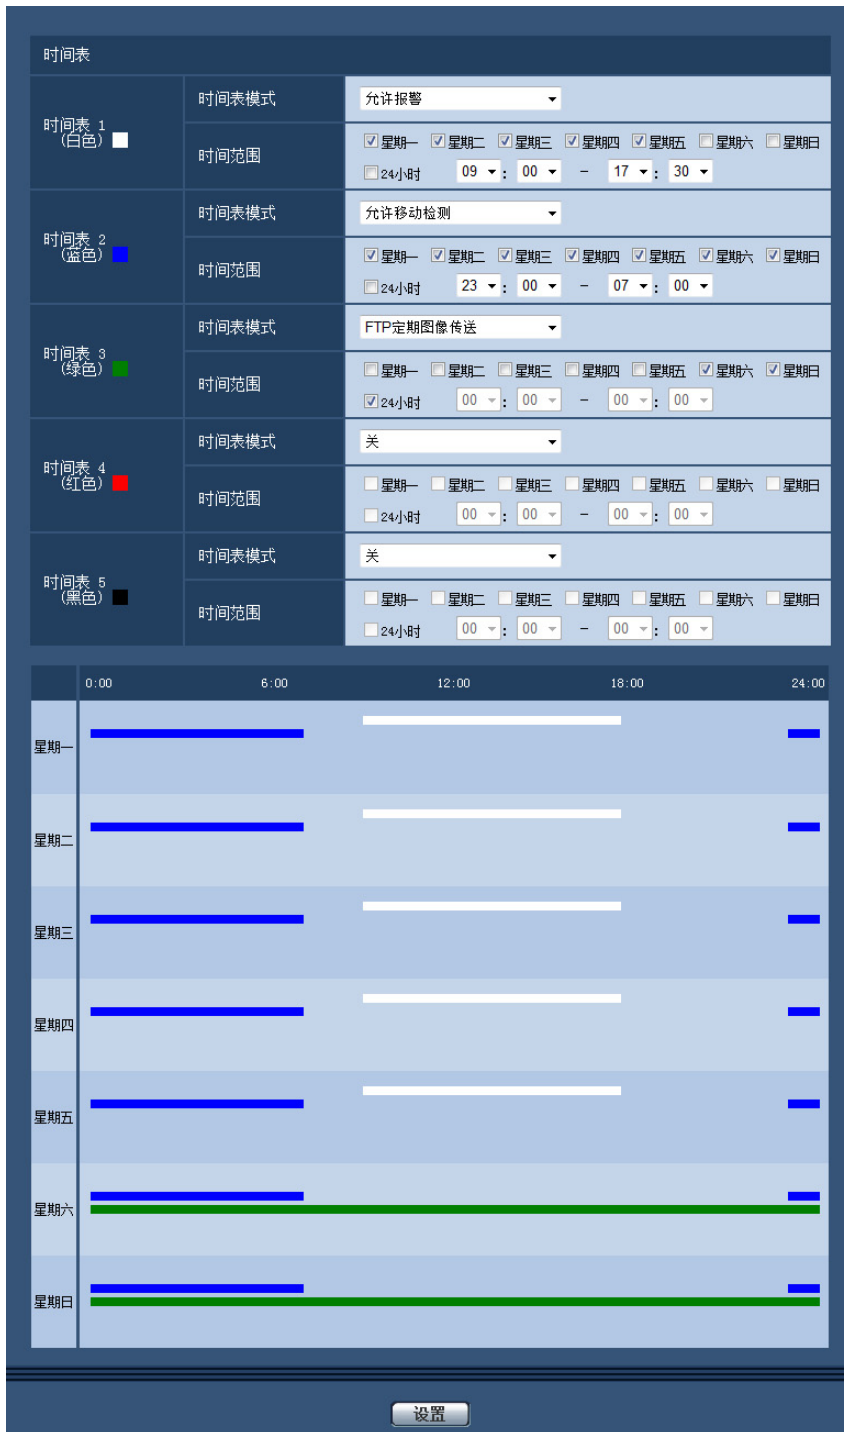 时间表
时间表 1
(白色)
时间表模式
允许报警
时间范围
星期一 星期二 星期三 星期四 星期五 星期六 星期日
24小时 09 : 00 － 17 : 30
时间表 2
(蓝色)
时间表模式
允许移动检测
时间范围
星期一 星期二 星期三 星期四 星期五 星期六 星期日
24小时 23 : 00 － 07 : 00
时间表 3
(绿色)
时间表模式
FTP定期图像传送
时间范围
星期一 星期二 星期三 星期四 星期五 星期六 星期日
24小时 00 : 00 － 00 : 00
时间表 4
(红色)
时间表模式
关
时间范围
星期一 星期二 星期三 星期四 星期五 星期六 星期日
24小时 00 : 00 － 00 : 00
时间表 5
(黑色)
时间表模式
关
时间范围
星期一 星期二 星期三 星期四 星期五 星期六 星期日
24小时 00 : 00 － 00 : 00
0:00 6:00 12:00 18:00 24:00
星期一
星期二
星期三
星期四
星期五
星期六
星期日
设置